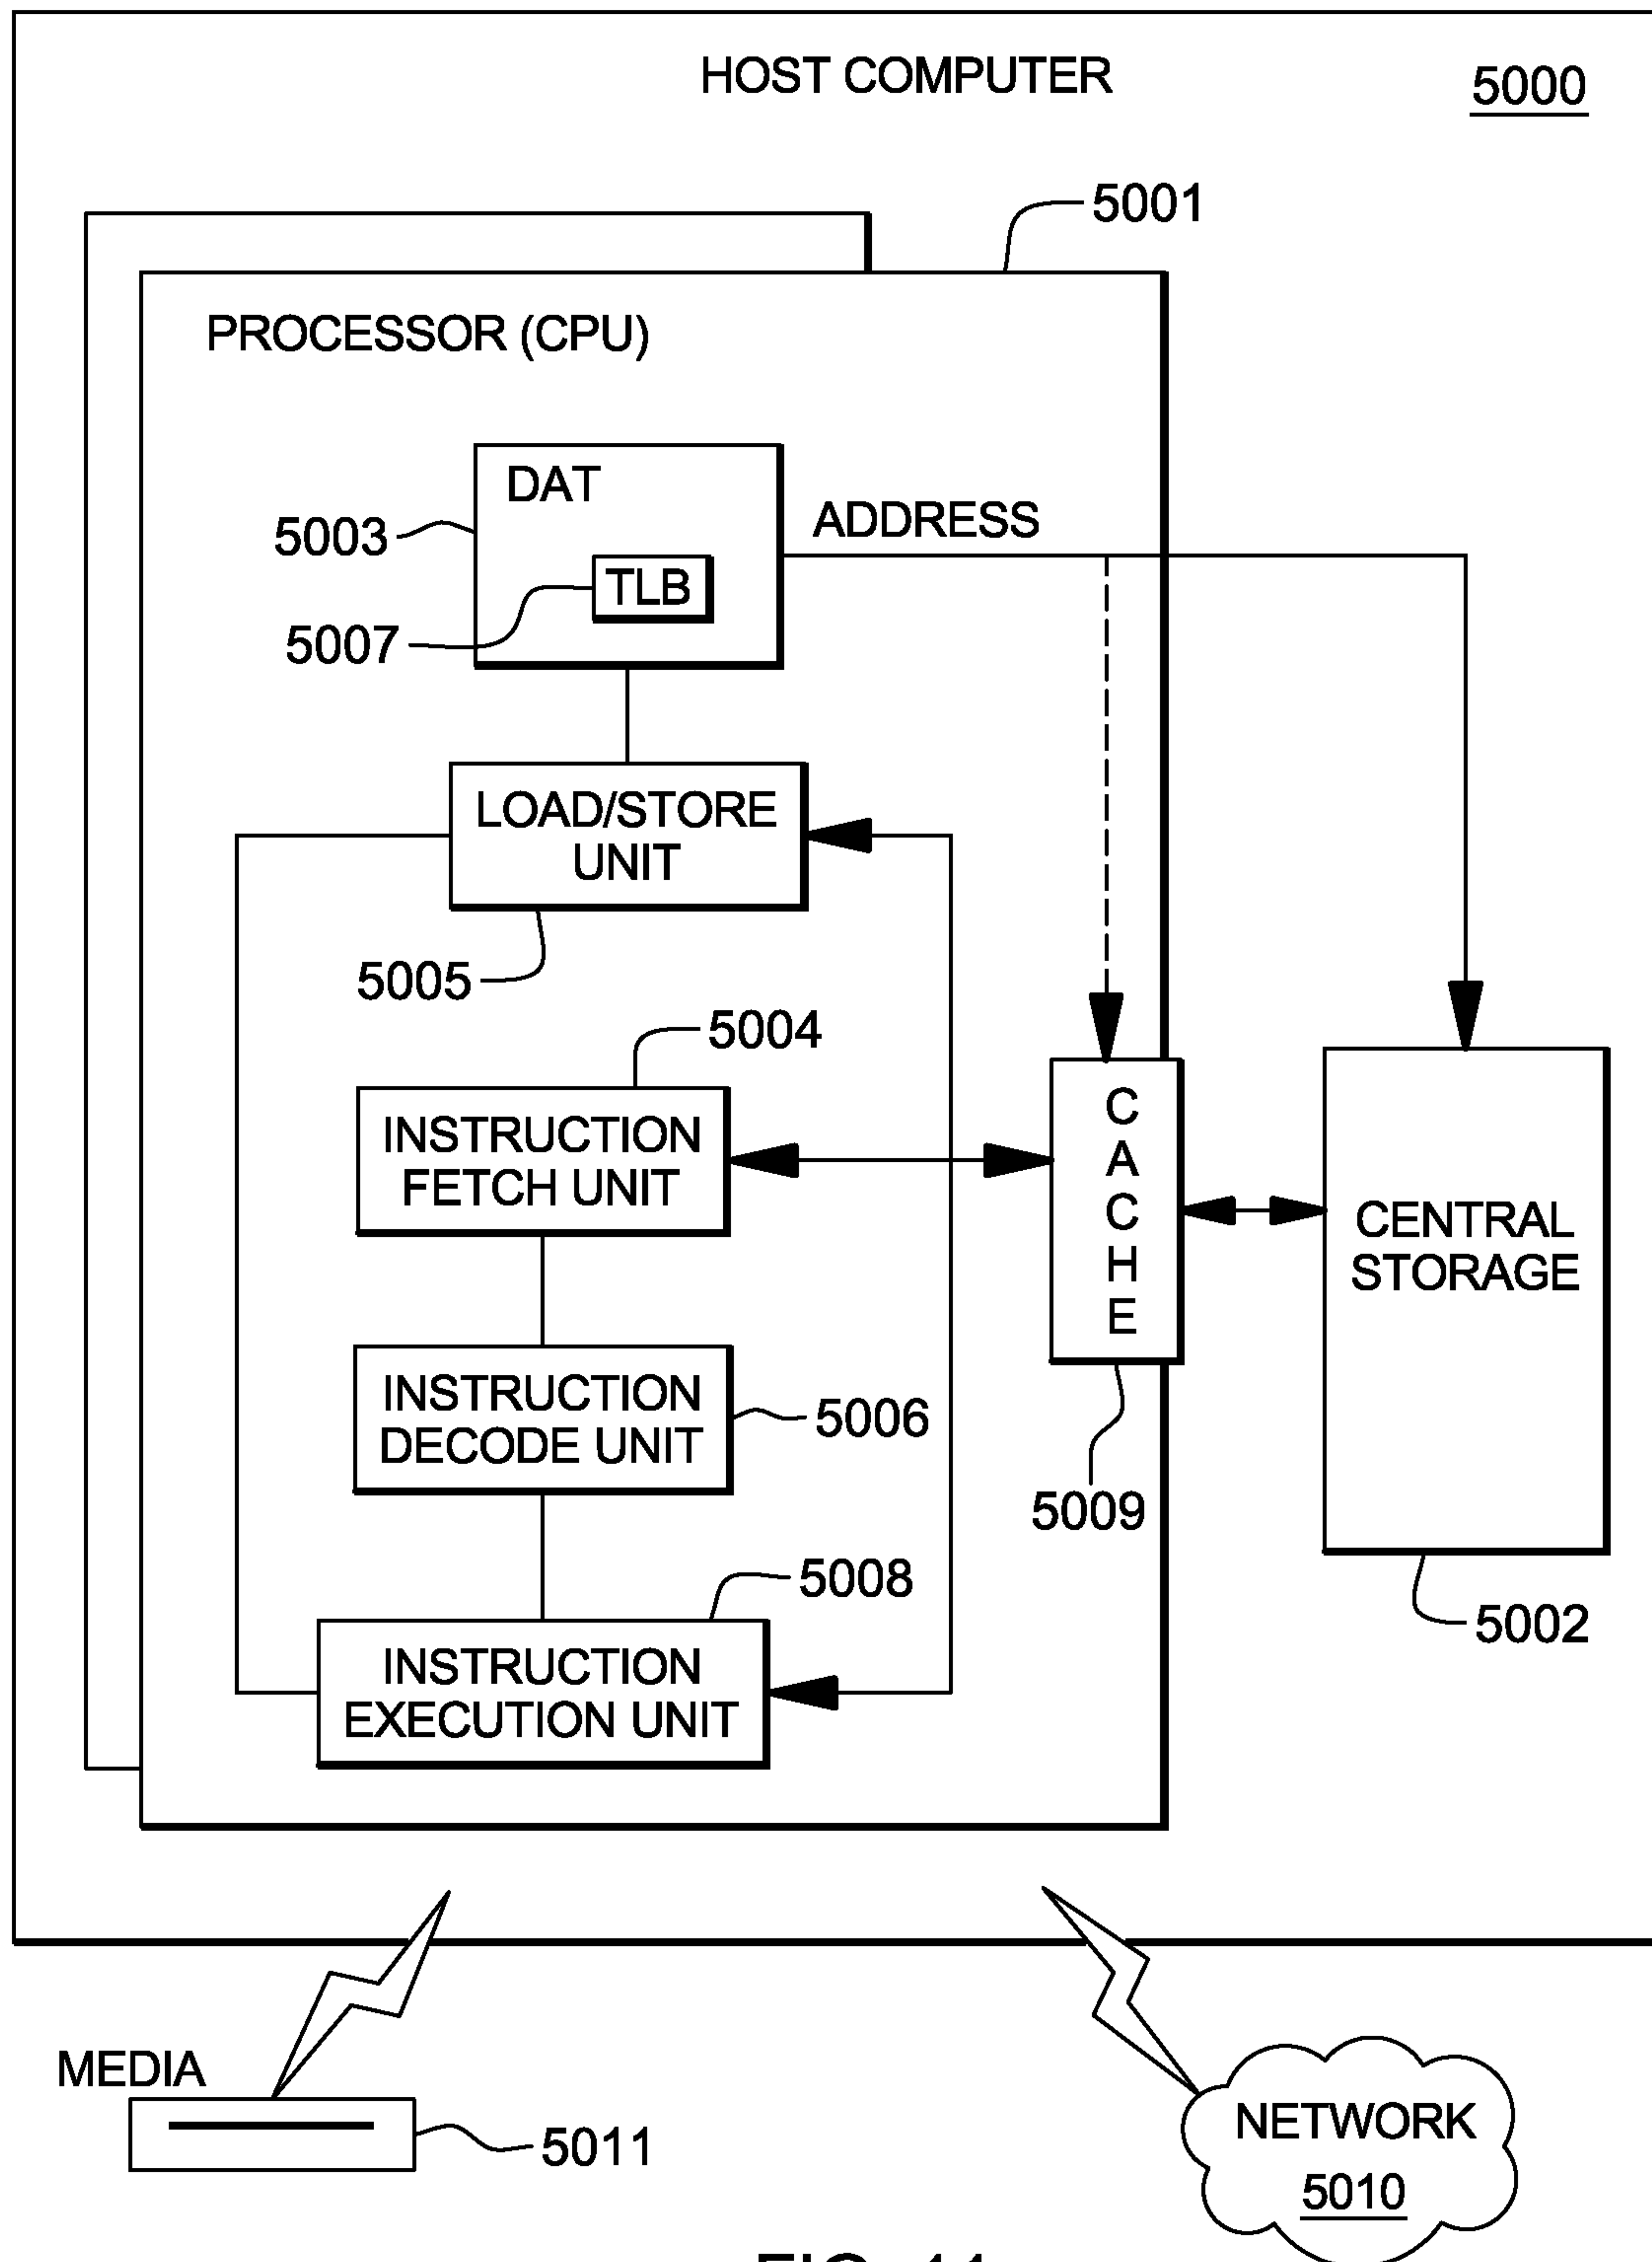 HOST COMPUTER
5000
5001
PROCESSOR (CPU)
DAT
ADDRESS
5003
TLB
5007
LOAD/STORE
UNIT
5005
5004
INSTRUCTION
FETCH UNIT
CACHE
CENTRAL
STORAGE
INSTRUCTION
DECODE UNIT
5006
5009
5008
5002
INSTRUCTION
EXECUTION UNIT
MEDIA
5011
NETWORK
5010